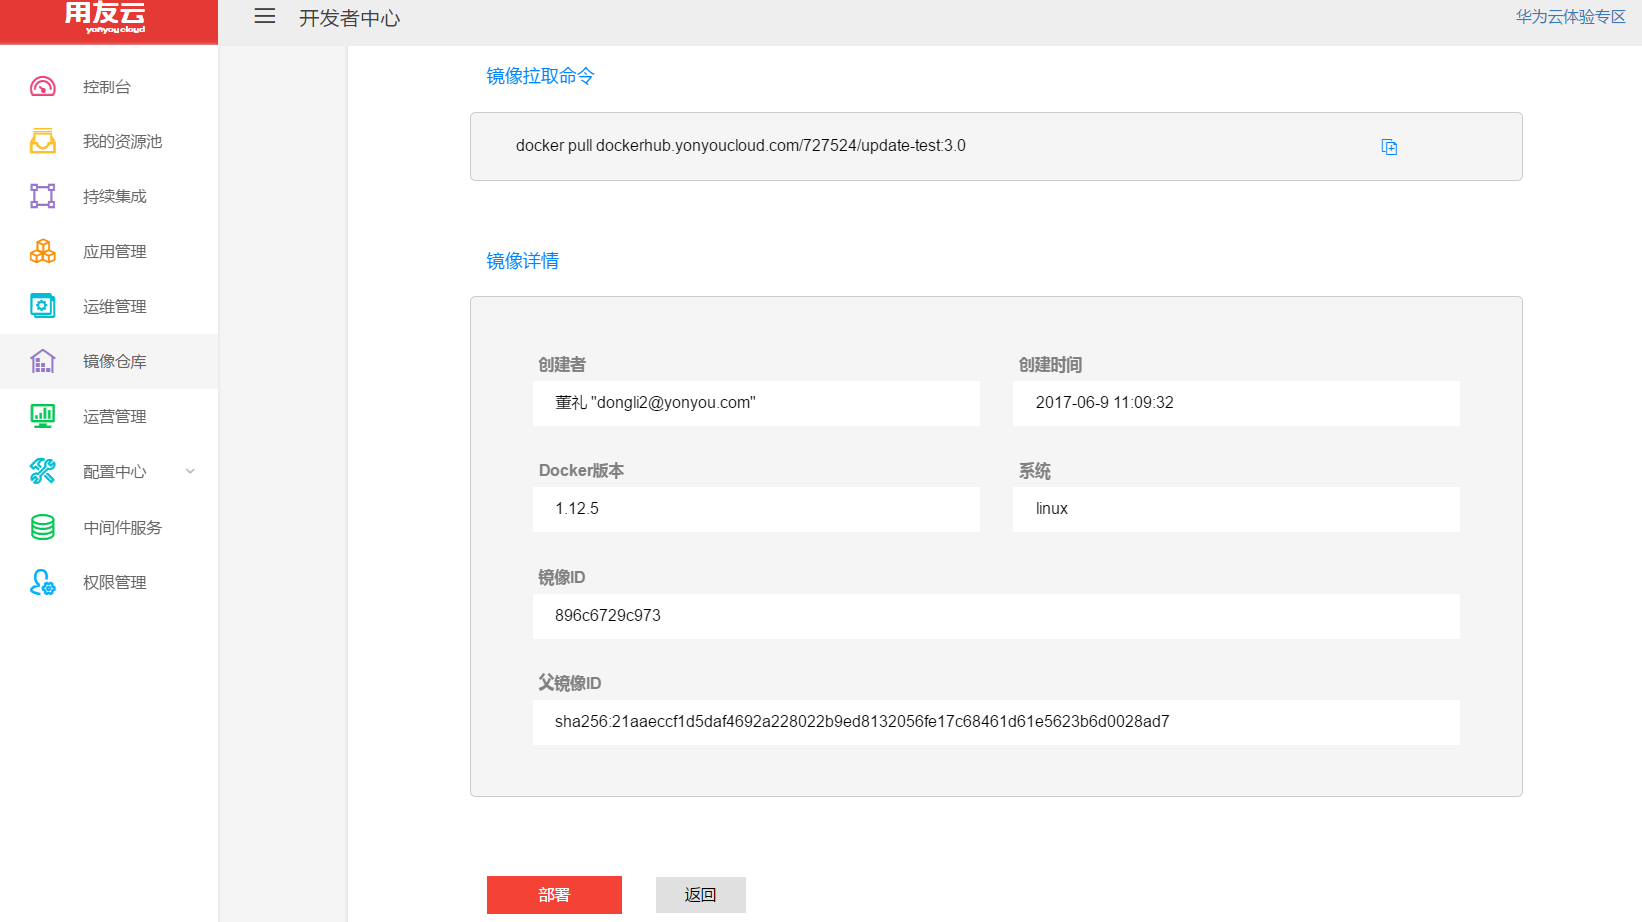 用友云
yonyou cloud
开发者中心
华为云体验专区
控制台
我的资源池
持续集成
应用管理
运维管理
镜像仓库
运营管理
配置中心
中间件服务
权限管理
镜像拉取命令
docker pull dockerhub.yonyoucloud.com/727524/update-test:3.0
镜像详情
创建者
创建时间
董礼 "dongli2@yonyou.com"
2017-06-9 11:09:32
Docker版本
系统
1.12.5
linux
镜像ID
896c6729c973
父镜像ID
sha256:21aaeccf1d5daf4692a228022b9ed8132056fe17c68461d61e5623b6d0028ad7
部署
返回